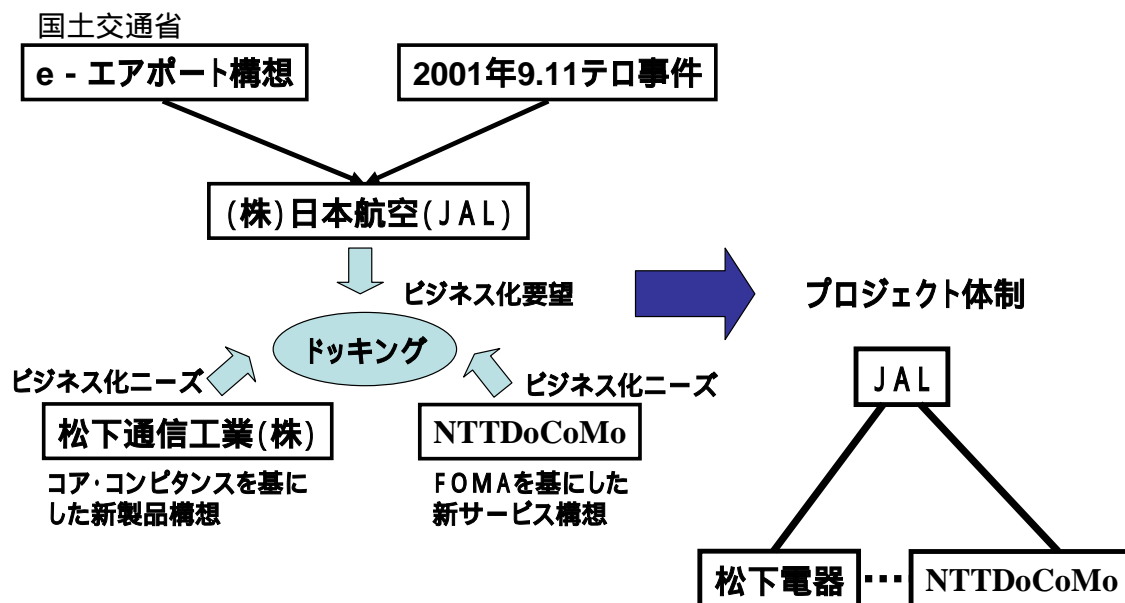 国土交通省
e - エアポート構想
2001年9.11テロ事件
(株)日本航空(JAL)
ビジネス化要望
プロジェクト体制
ドッキング
ビジネス化ニーズ
ビジネス化ニーズ
JAL
松下通信工業(株)
NTTDoCoMo
コア･コンピタンスを基に
した新製品構想
FOMAを基にした
新サービス構想
松下電器
･･･
NTTDoCoMo